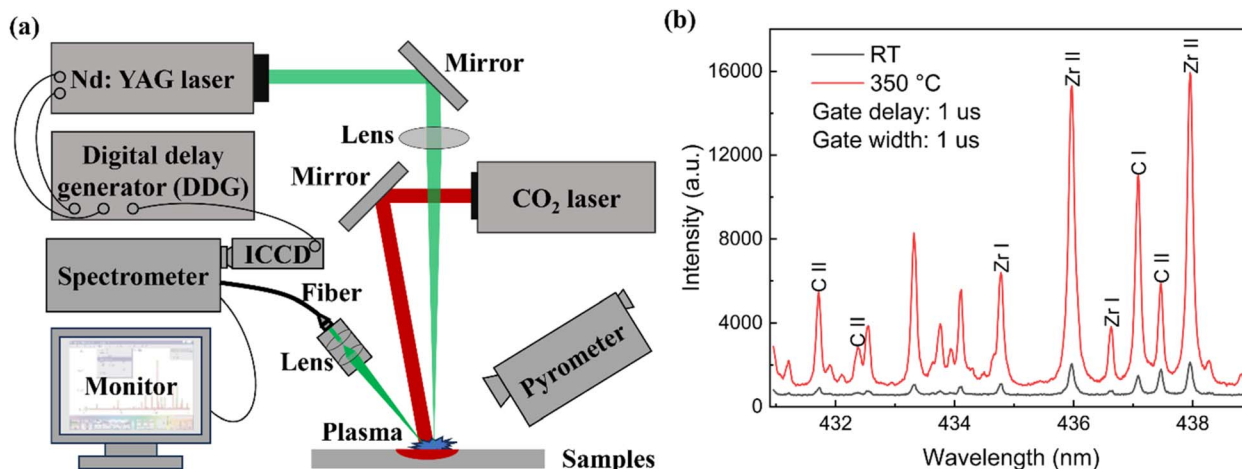 (a)
Nd: YAG laser
Mirror
Lens
Digital delay
generator (DDG)
Mirror
CO₂ laser
ICCD
Spectrometer
Fiber
Lens
Pyrometer
Monitor
Plasma
Samples
(b)
RT
350 °C
Gate delay: 1 us
Gate width: 1 us
Intensity (a.u.)
16000
12000
8000
4000
0
C II
C II
Zr I
Zr II
Zr I
C I
C II
Zr II
432
434
436
438
Wavelength (nm)